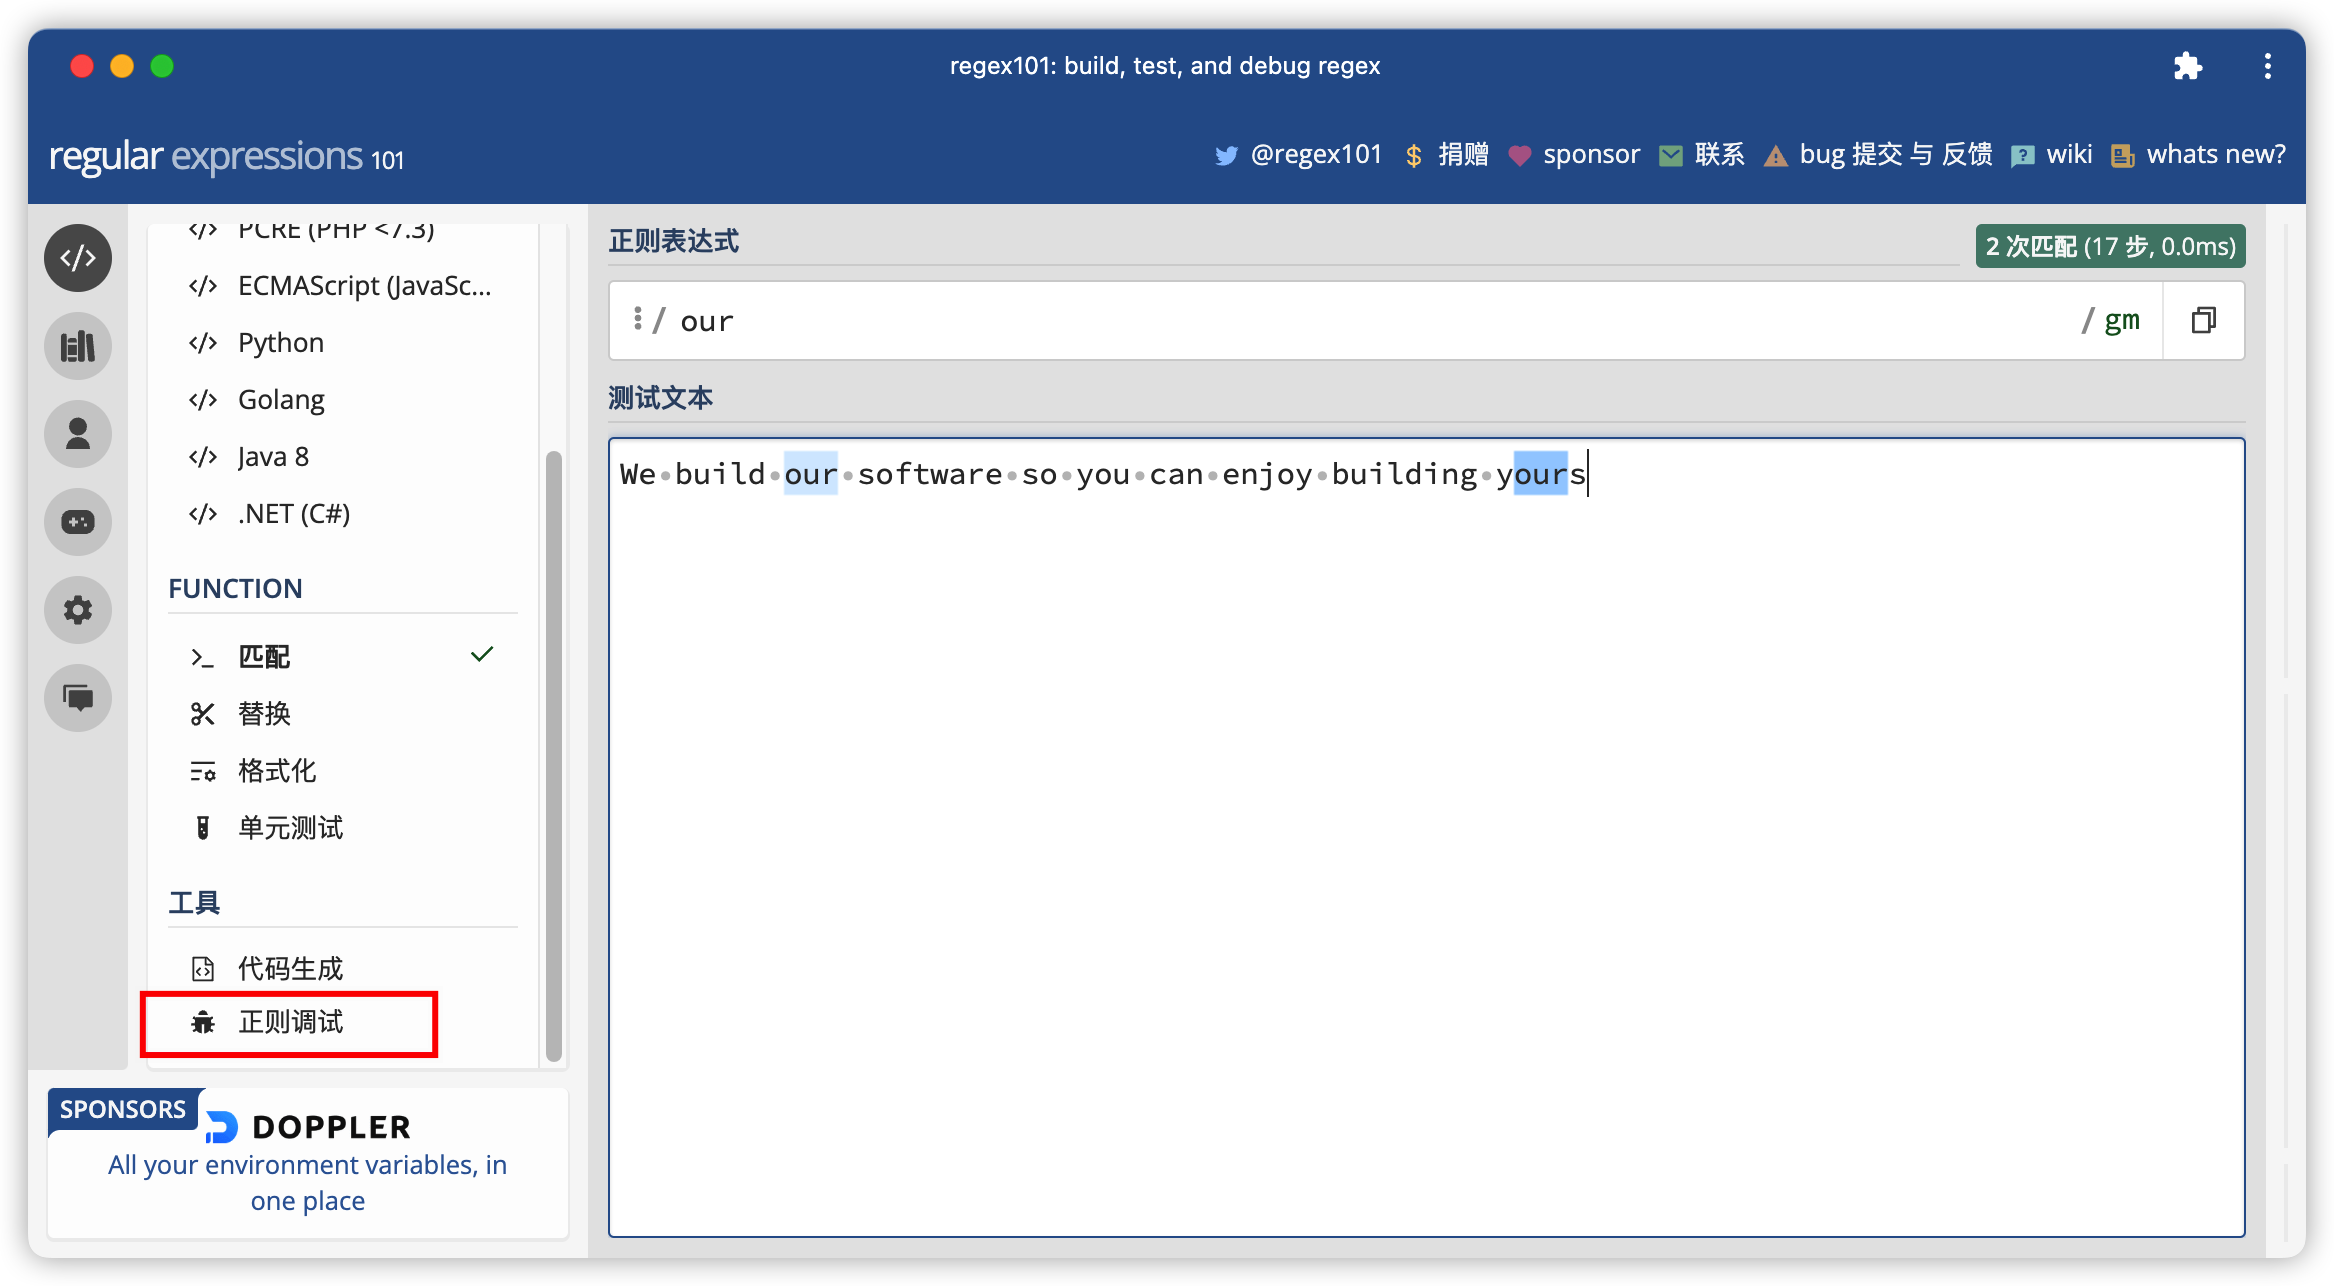 regex101: build, test, and debug regex
regular expressions 101
@regex101 捐赠 sponsor 联系 bug 提交 与 反馈 wiki whats new?
PCRE (PHP <7.3)
ECMAScript (JavaSc...
Python
Golang
Java 8
.NET (C#)
FUNCTION
匹配
替换
格式化
单元测试
工具
代码生成
正则调试
SPONSORS
DOPPLER
All your environment variables, in
one place
正则表达式
2 次匹配 (17 步, 0.0ms)
/ our / gm
测试文本
We·build·our·software·so·you·can·enjoy·building·yours